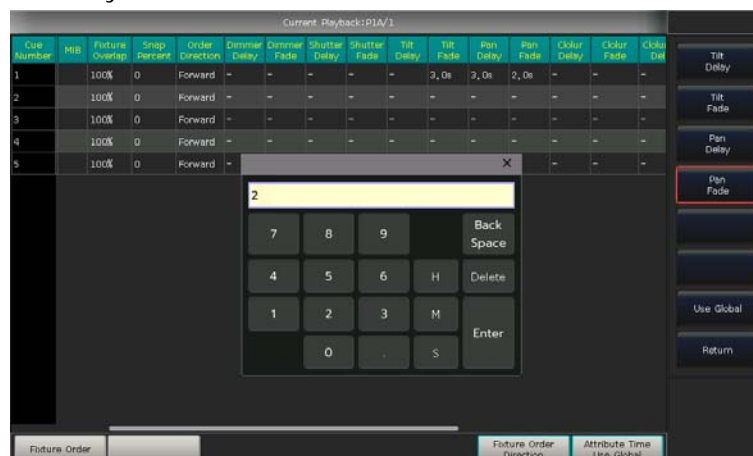 Current Playback:P1A/1
Cue Number MIB Fixture Overlap Snap Percent Order Direction Dimmer Delay Dimmer Fade Shutter Delay Shutter Fade Tilt Delay Tilt Fade Pan Delay Pan Fade Clolur Delay Clolur Fade Clolu Del
1 100% 0 Forward - - - - - 3,0s 3,0s 2,0s - - -
2 100% 0 Forward - - - - - - - - - - -
3 100% 0 Forward - - - - - - - - - - -
4 100% 0 Forward - - - - - - - - - - -
5 100% 0 Forward -
X
2
7 8 9 Back Space
4 5 6 H Delete
1 2 3 M Enter
0 . S
Tilt Delay
Tilt Fade
Pan Delay
Pan Fade
Use Global
Return
Fixture Order
Fixture Order Direction
Attribute Time Use Global